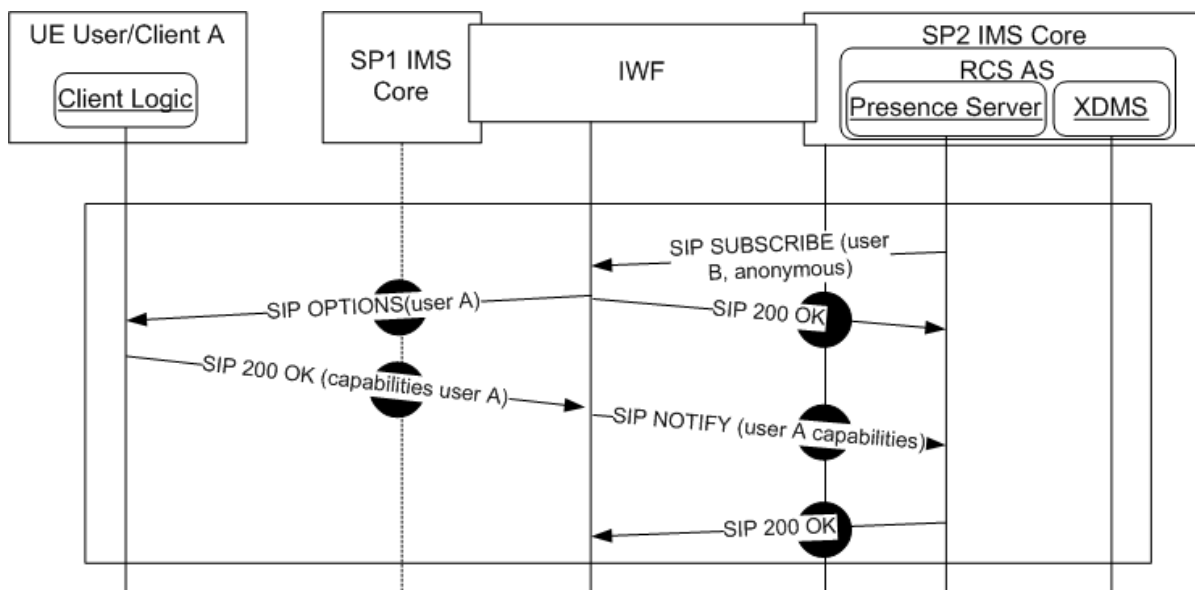 UE User/Client A
Client Logic
SP1 IMS
Core
IWF
SP2 IMS Core
RCS AS
Presence Server
XDMS
SIP SUBSCRIBE (user
B, anonymous)
SIP OPTIONS(user A)
SIP 200 OK
SIP 200 OK (capabilities user A)
SIP NOTIFY (user A capabilities)
SIP 200 OK